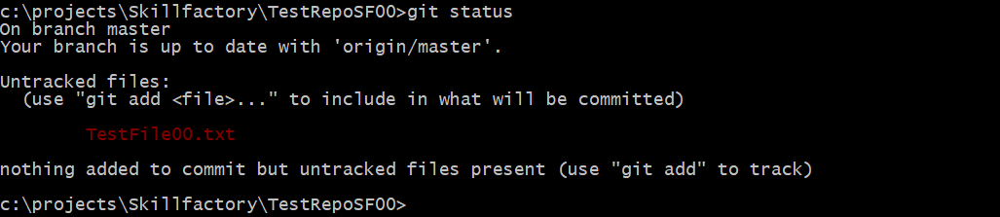 c:\projects\Skillfactory\TestRepoSF00>git status
On branch master
Your branch is up to date with 'origin/master'.
Untracked files:
(use "git add <file>..." to include in what will be committed)
TestFile00.txt
nothing added to commit but untracked files present (use "git add" to track)
c:\projects\Skillfactory\TestRepoSF00>